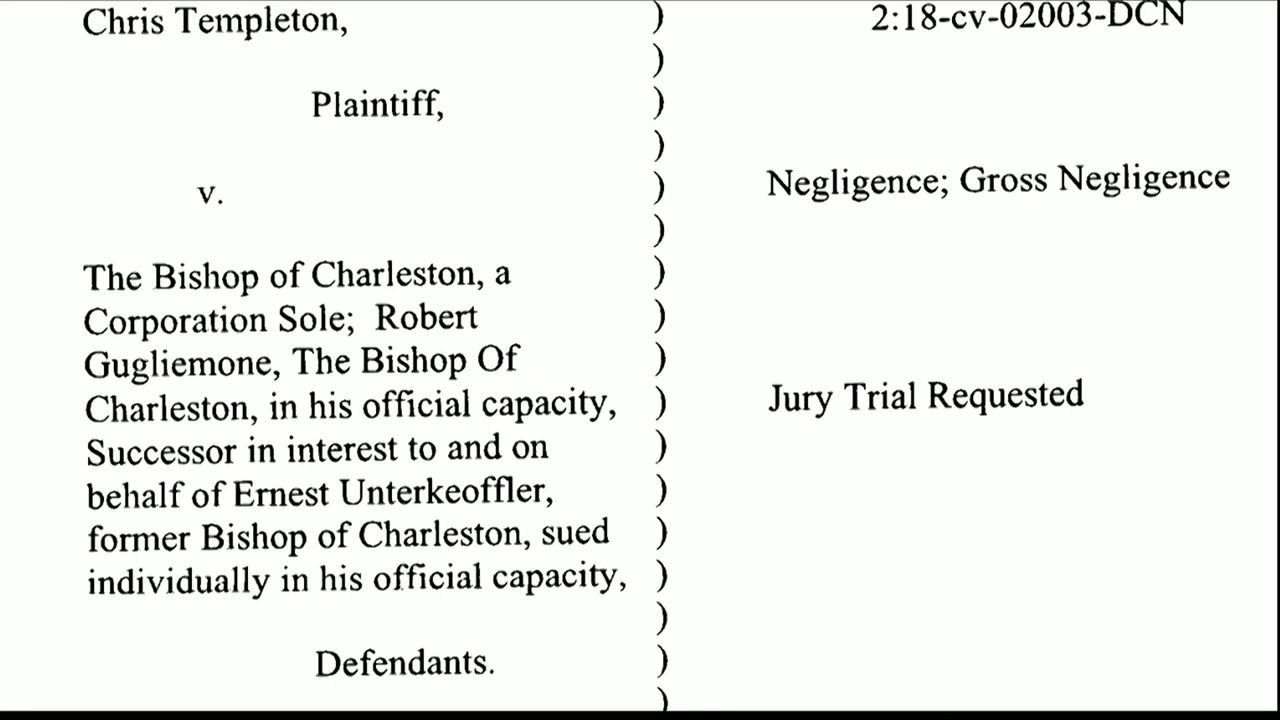 Chris Templeton,
)
2:18-cv-02003-DCN
)
Plaintiff,
)
)
v.
)
Negligence; Gross Negligence
)
The Bishop of Charleston, a
)
Corporation Sole; Robert
)
Gugliemone, The Bishop Of
)
Charleston, in his official capacity,
)
Jury Trial Requested
Successor in interest to and on
)
behalf of Ernest Unterkeoffler,
)
former Bishop of Charleston, sued
)
individually in his official capacity,
)
)
Defendants.
)
)